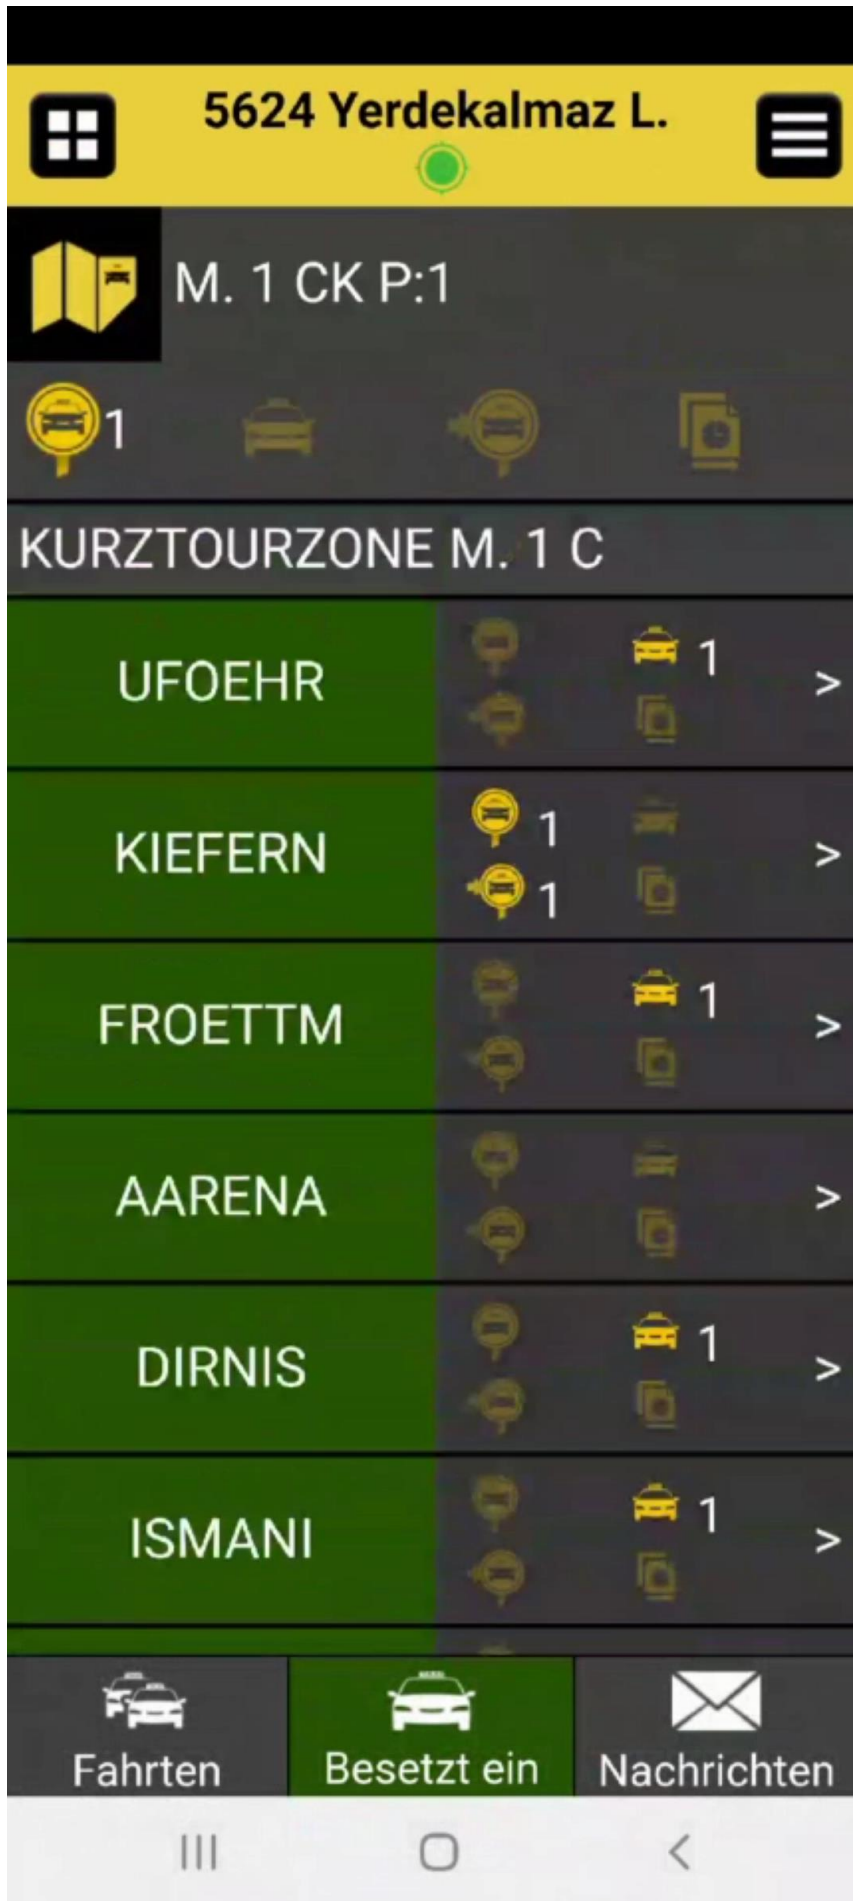 5624 Yerdekalmaz L.
M. 1 CK P:1
1
KURZTOURZONE M. 1 C
UFOEHR 1 >
KIEFERN 1 >
1
FROETTM 1 >
AARENA >
DIRNIS 1 >
ISMANI 1 >
Fahrten Besetzt ein Nachrichten